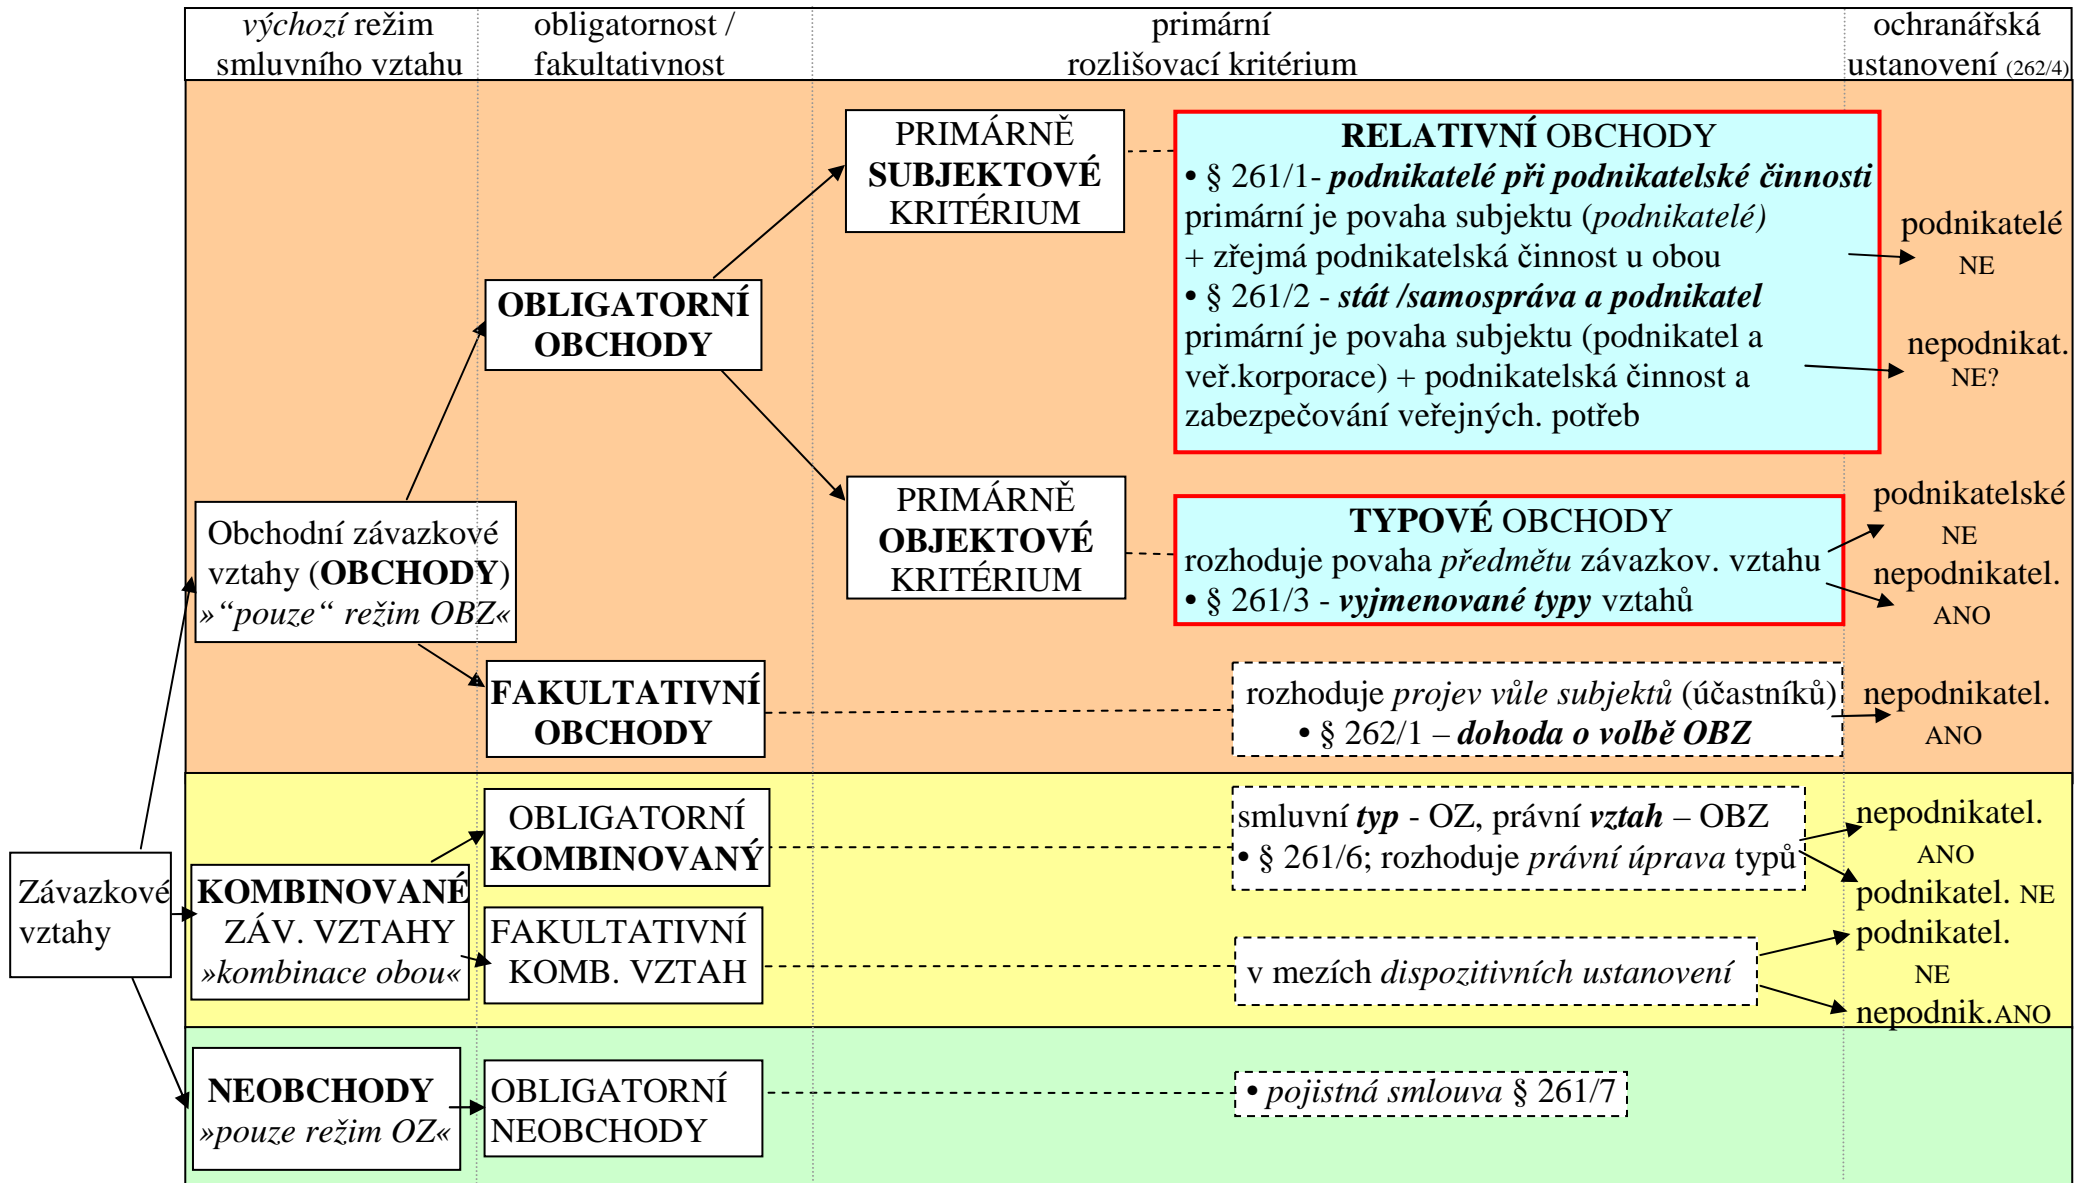 výchozí režim
smluvního vztahu
obligatornost /
fakultativnost
primární
rozlišovací kritérium
ochranářská
ustanovení (262/4)
PRIMÁRNĚ
SUBJEKTOVÉ
KRITÉRIUM
RELATIVNÍ OBCHODY
• § 261/1- podnikatelé při podnikatelské činnosti
primární je povaha subjektu (podnikatelé)
+ zřejmá podnikatelská činnost u obou
• § 261/2 - stát /samospráva a podnikatel
primární je povaha subjektu (podnikatel a
veř.korporace) + podnikatelská činnost a
zabezpečování veřejných. potřeb
podnikatelé
NE
nepodnikat.
NE?
OBLIGATORNÍ
OBCHODY
PRIMÁRNĚ
OBJEKTOVÉ
KRITÉRIUM
TYPOVÉ OBCHODY
rozhoduje povaha předmětu závazkov. vztahu
• § 261/3 - vyjmenované typy vztahů
podnikatelské
NE
nepodnikatel.
ANO
Obchodní závazkové
vztahy (OBCHODY)
»“pouze“ režim OBZ«
FAKULTATIVNÍ
OBCHODY
rozhoduje projev vůle subjektů (účastníků)
• § 262/1 – dohoda o volbě OBZ
nepodnikatel.
ANO
Závazkové
vztahy
KOMBINOVANÉ
ZÁV. VZTAHY
»kombinace obou«
OBLIGATORNÍ
KOMBINOVANÝ
smluvní typ - OZ, právní vztah – OBZ
• § 261/6; rozhoduje právní úprava typů
nepodnikatel.
ANO
podnikatel. NE
FAKULTATIVNÍ
KOMB. VZTAH
v mezích dispozitivních ustanovení
podnikatel.
NE
nepodnik.ANO
NEOBCHODY
»pouze režim OZ«
OBLIGATORNÍ
NEOBCHODY
• pojistná smlouva § 261/7